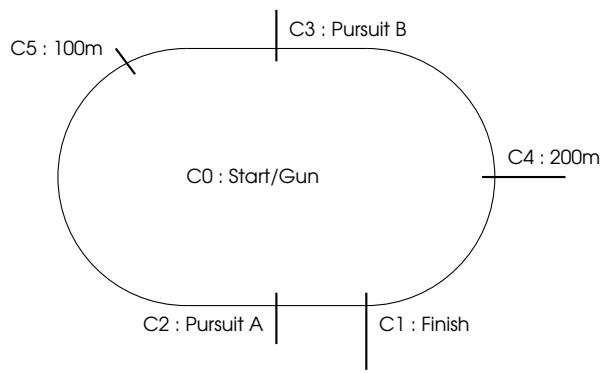 C3 : Pursuit B
C5 : 100m
C4 : 200m
C0 : Start/Gun
C2 : Pursuit A
C1 : Finish